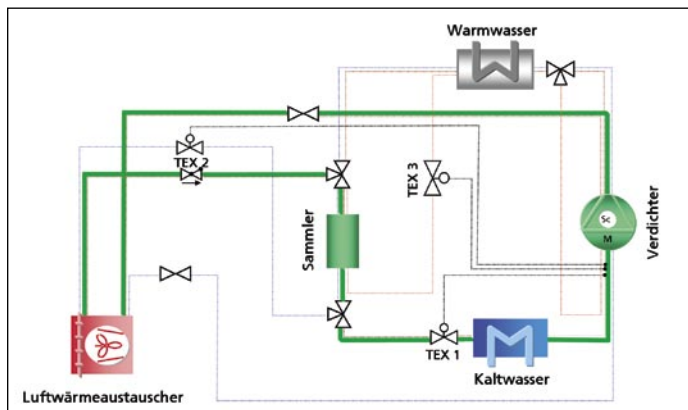 Warmwasser
TEX 2
TEX 3
Sammler
Sc
M
Verdichter
TEX 1
Kaltwasser
Luftwärmeaustauscher